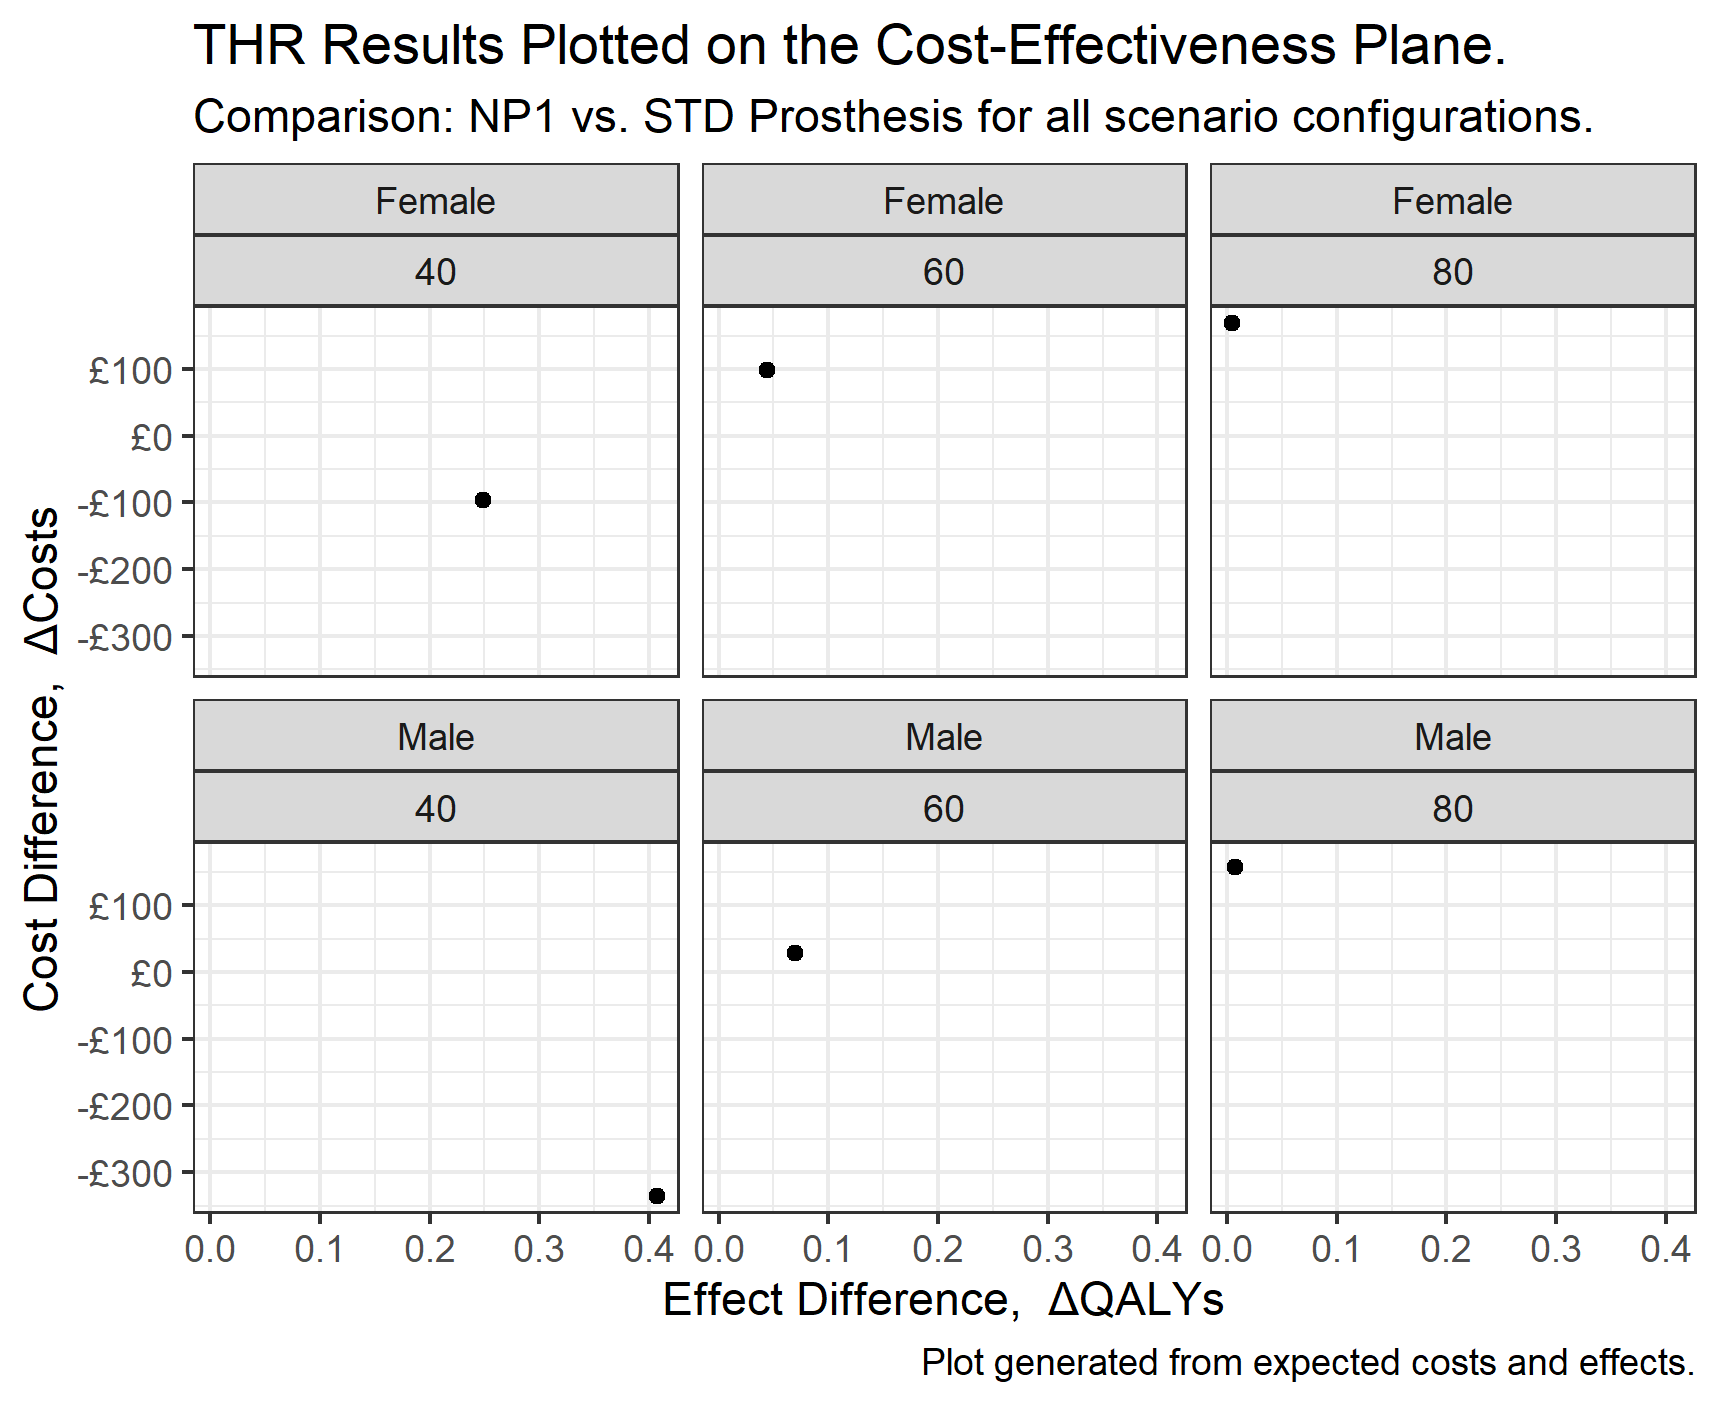 THR Results Plotted on the Cost-Effectiveness Plane.
Comparison: NP1 vs. STD Prosthesis for all scenario configurations.
Female
Female
Female
40
60
80
£100
£0
-£100
-£200
-£300
Male
Male
Male
40
60
80
£100
£0
-£100
-£200
-£300
Cost Difference, ΔCosts
0.0 0.1 0.2 0.3 0.4 0.0 0.1 0.2 0.3 0.4 0.0 0.1 0.2 0.3 0.4
Effect Difference, ΔQALYs
Plot generated from expected costs and effects.